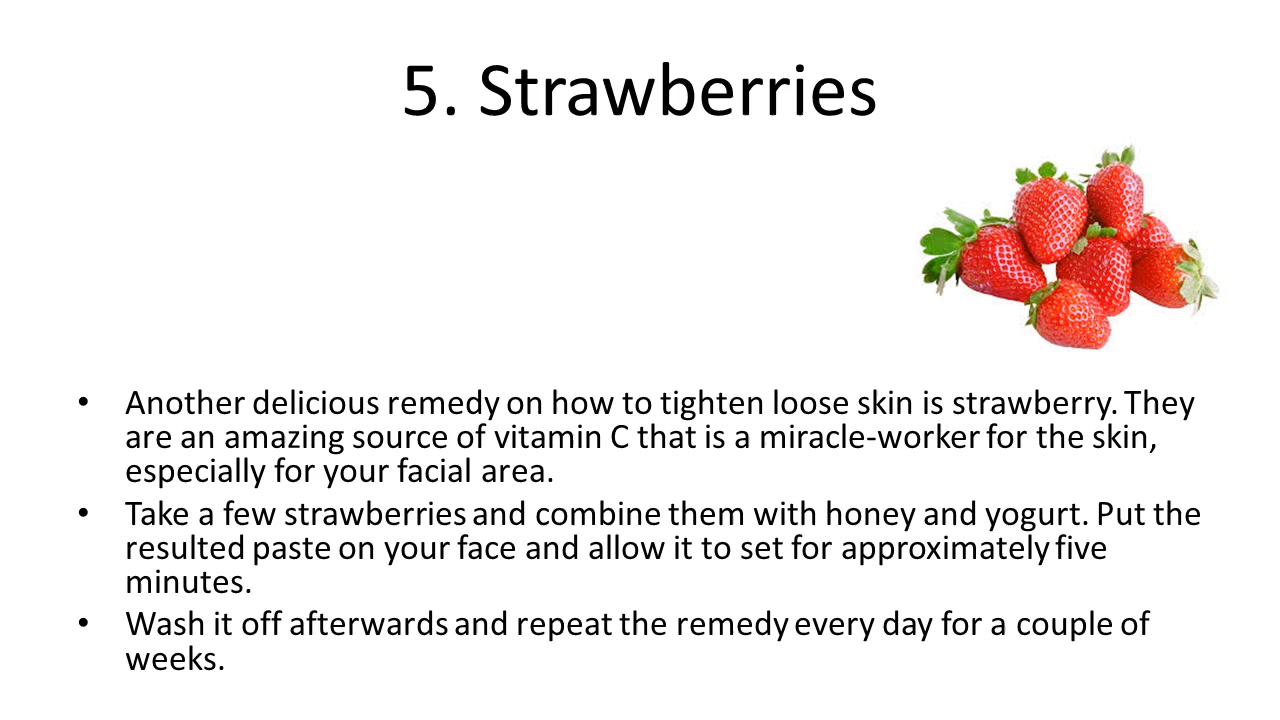 5. Strawberries
• Another delicious remedy on how to tighten loose skin is strawberry. They
are an amazing source of vitamin C that is a miracle-worker for the skin,
especially for your facial area.
• Take a few strawberries and combine them with honey and yogurt. Put the
resulted paste on your face and allow it to set for approximately five
minutes.
• Wash it off afterwards and repeat the remedy every day for a couple of
weeks.